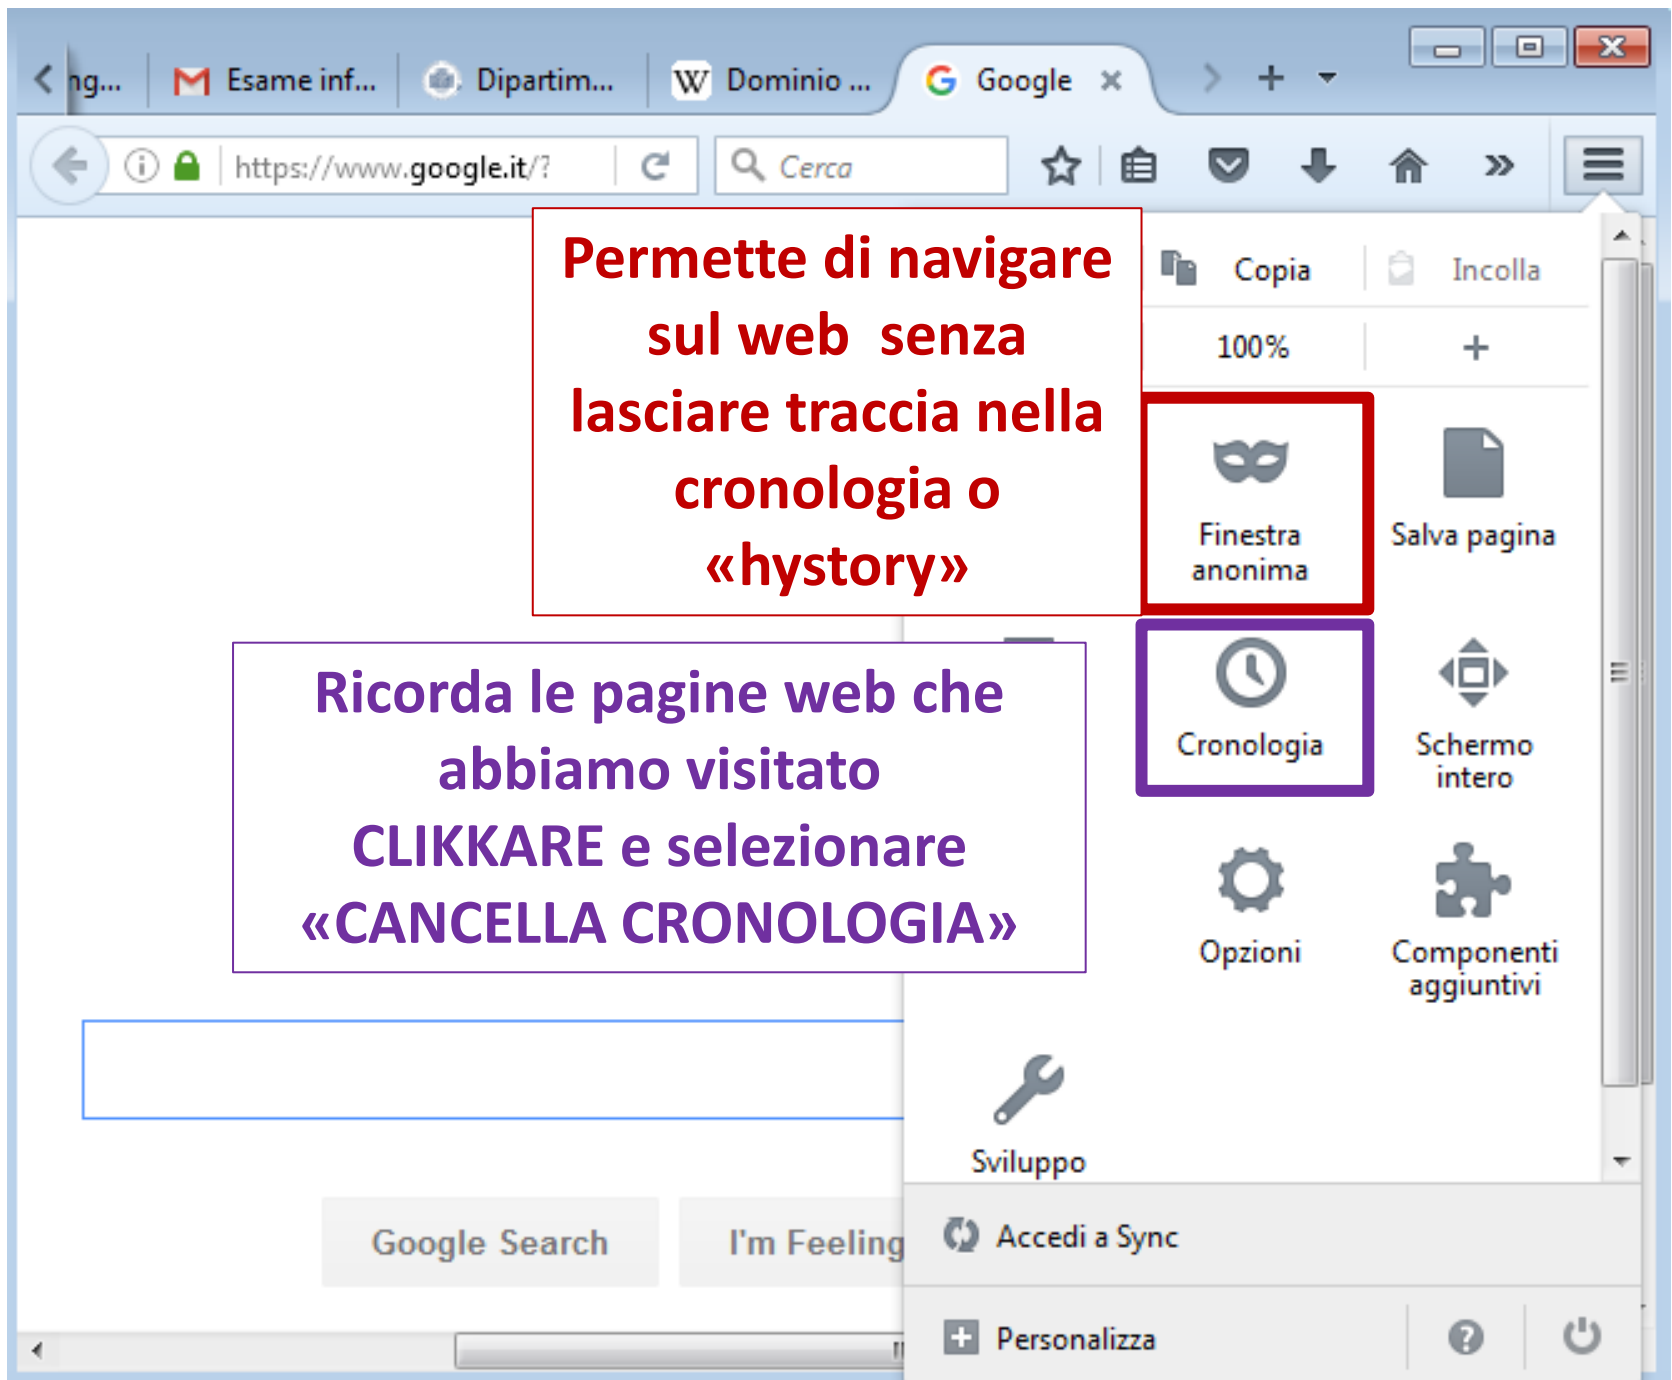 ng...
Esame inf...
Dipartim...
W Dominio ...
Google
https://www.google.it/?
Cerca
Permette di navigare
sul web senza
lasciare traccia nella
cronologia o
«hystory»
Copia
Incolla
100%
Finestra
anonima
Salva pagina
Ricorda le pagine web che
abbiamo visitato
CLIKKARE e selezionare
«CANCELLA CRONOLOGIA»
Cronologia
Schermo
intero
Opzioni
Componenti
aggiuntivi
Sviluppo
Google Search
I'm Feeling
Accedi a Sync
Personalizza